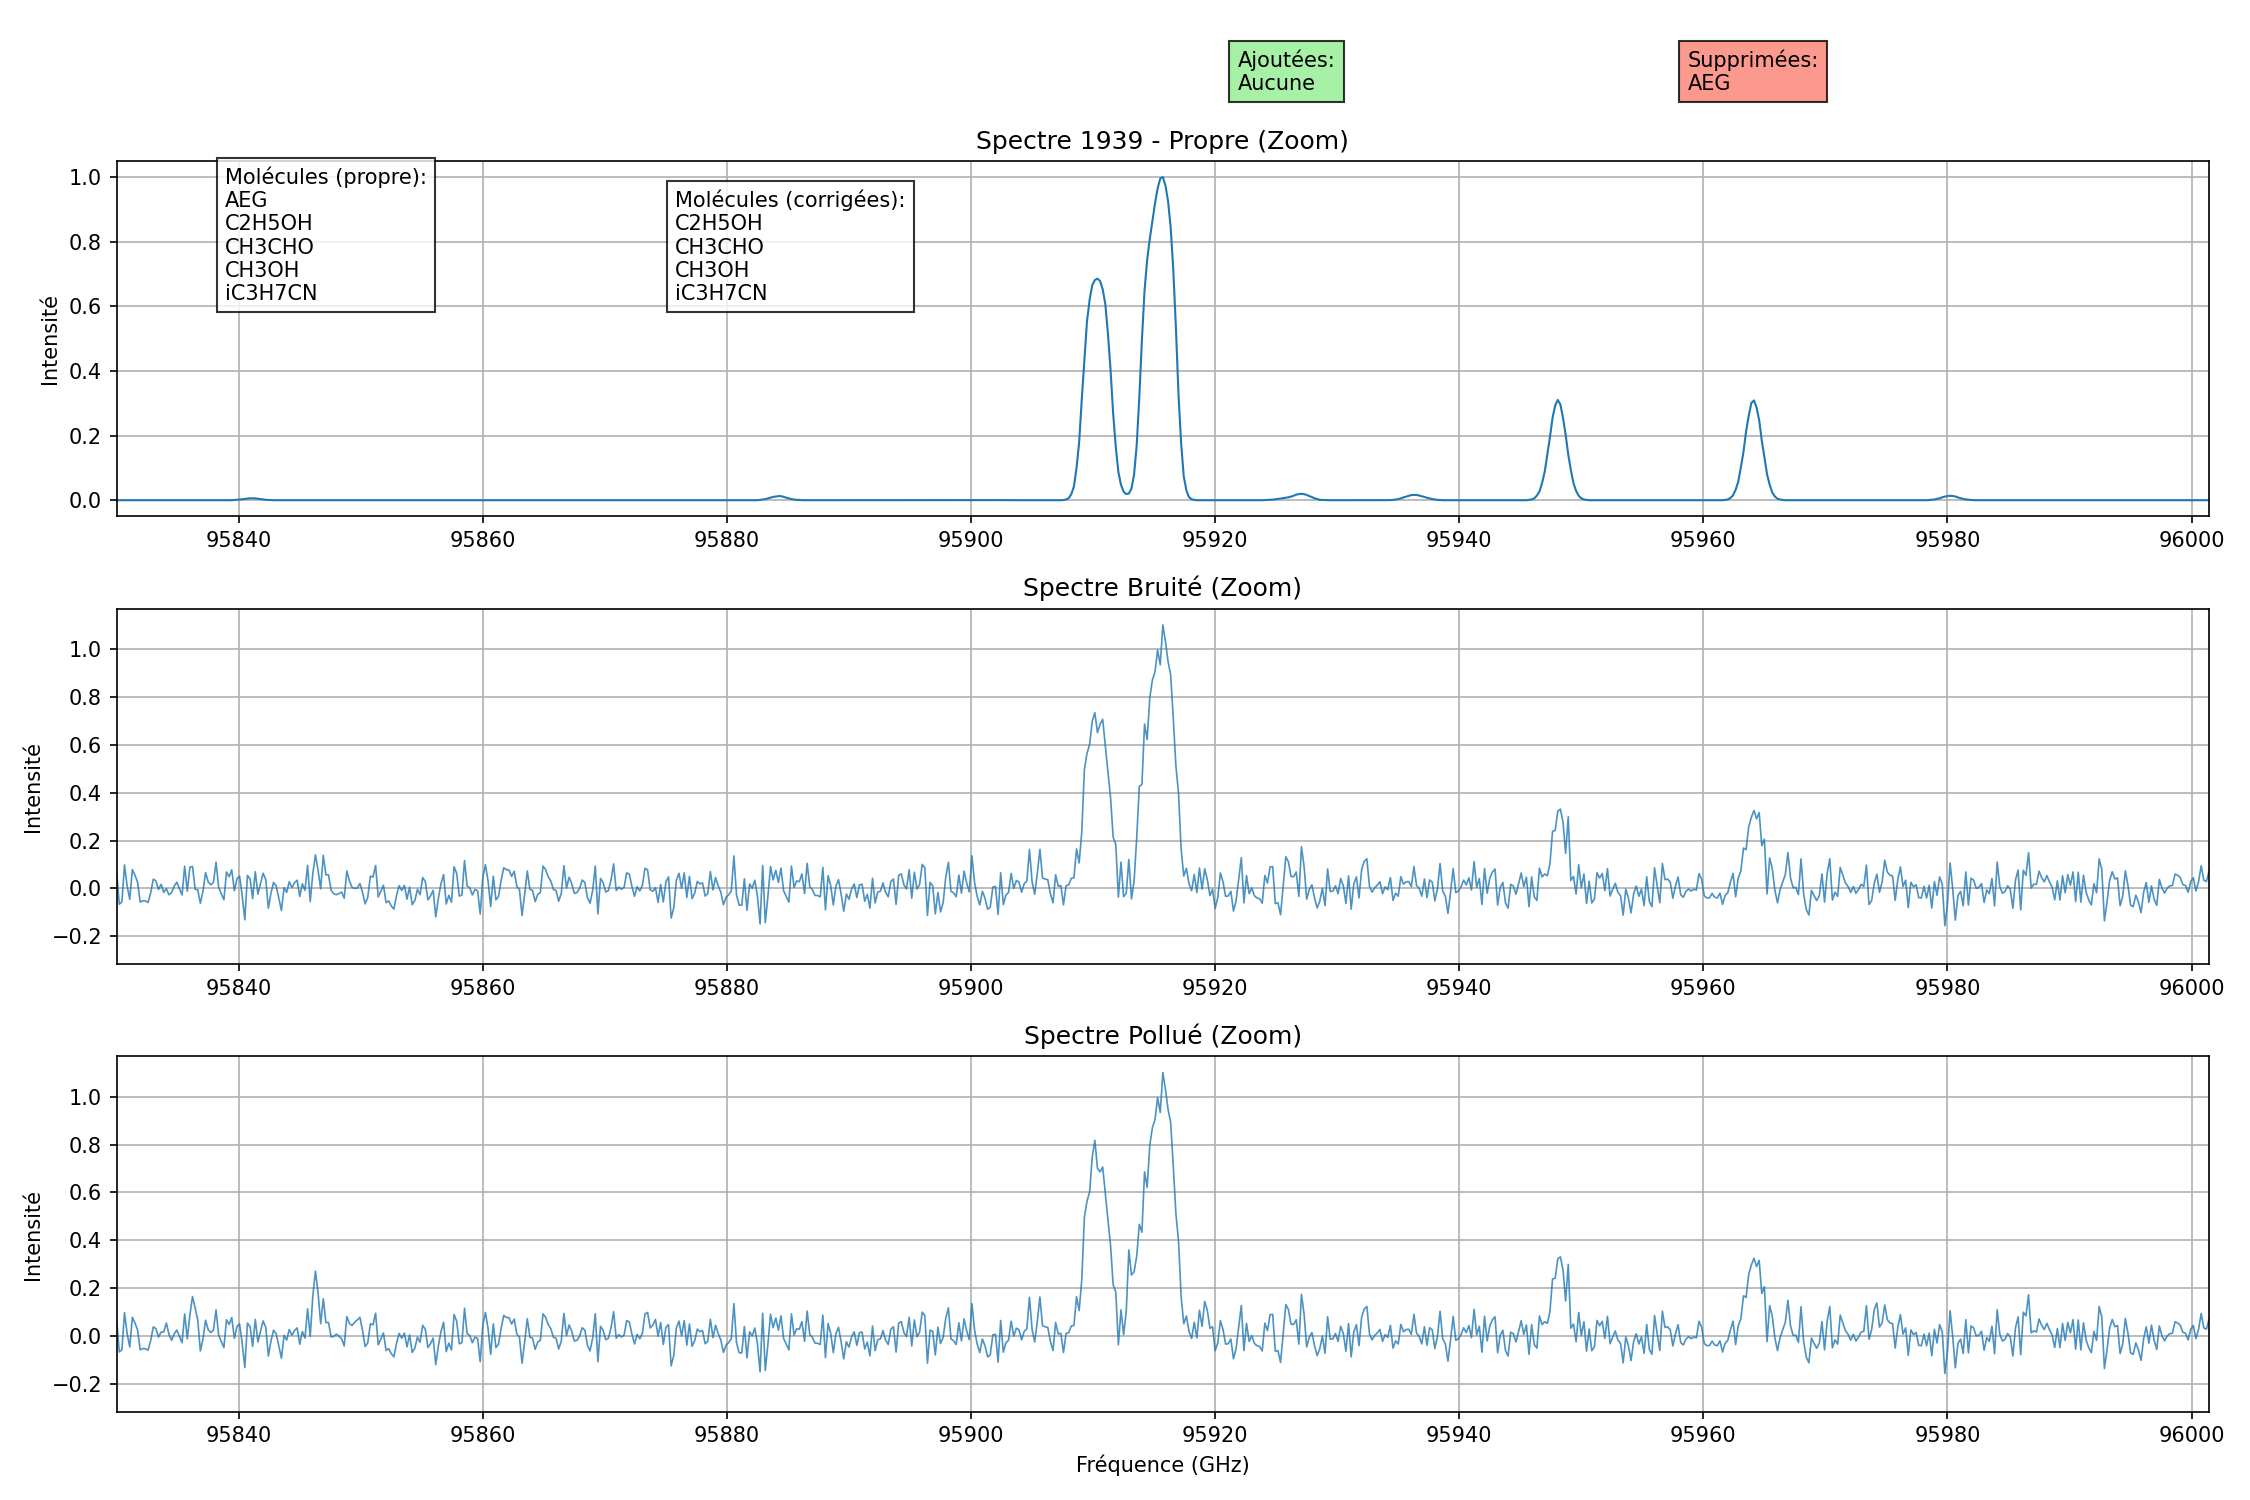 Ajoutées:
Aucune
Supprimées:
AEG
Spectre 1939 - Propre (Zoom)
Molécules (propre):
AEG
C2H5OH
CH3CHO
CH3OH
iC3H7CN
Molécules (corrigées):
C2H5OH
CH3CHO
CH3OH
iC3H7CN
Intensité
1.0
0.8
0.6
0.4
0.2
0.0
95840 95860 95880 95900 95920 95940 95960 95980 96000
Spectre Bruité (Zoom)
Intensité
1.0
0.8
0.6
0.4
0.2
0.0
−0.2
95840 95860 95880 95900 95920 95940 95960 95980 96000
Spectre Pollué (Zoom)
Intensité
1.0
0.8
0.6
0.4
0.2
0.0
−0.2
95840 95860 95880 95900 95920 95940 95960 95980 96000
Fréquence (GHz)